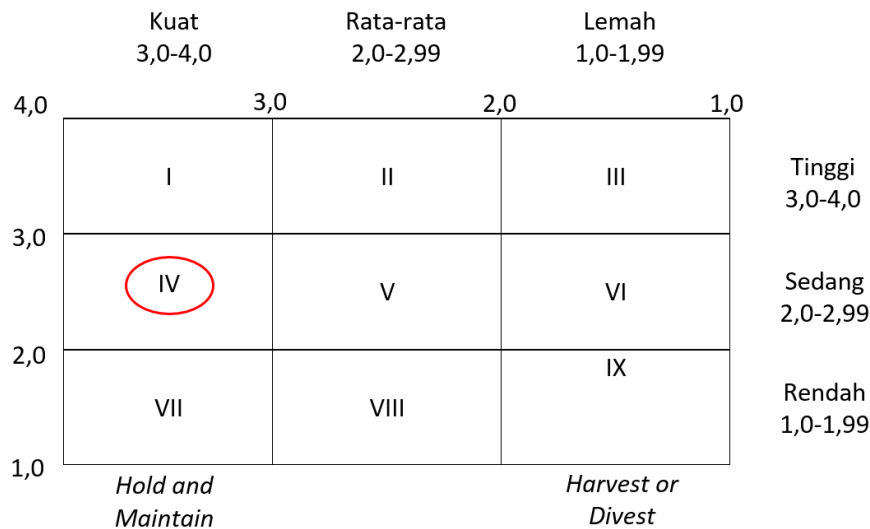 Kuat Rata-rata Lemah
3,0-4,0 2,0-2,99 1,0-1,99
4,0 3,0 2,0 1,0
I II III
Tinggi
3,0-4,0
3,0
IV V VI
Sedang
2,0-2,99
2,0
IX
VII VIII
Rendah
1,0-1,99
1,0
Hold and Harvest or
Maintain Divest